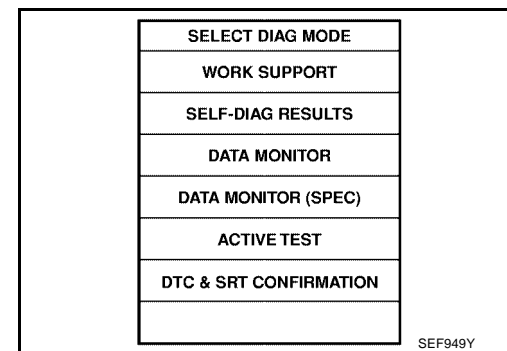 SELECT DIAG MODE
WORK SUPPORT
SELF-DIAG RESULTS
DATA MONITOR
DATA MONITOR (SPEC)
ACTIVE TEST
DTC & SRT CONFIRMATION
SEF949Y